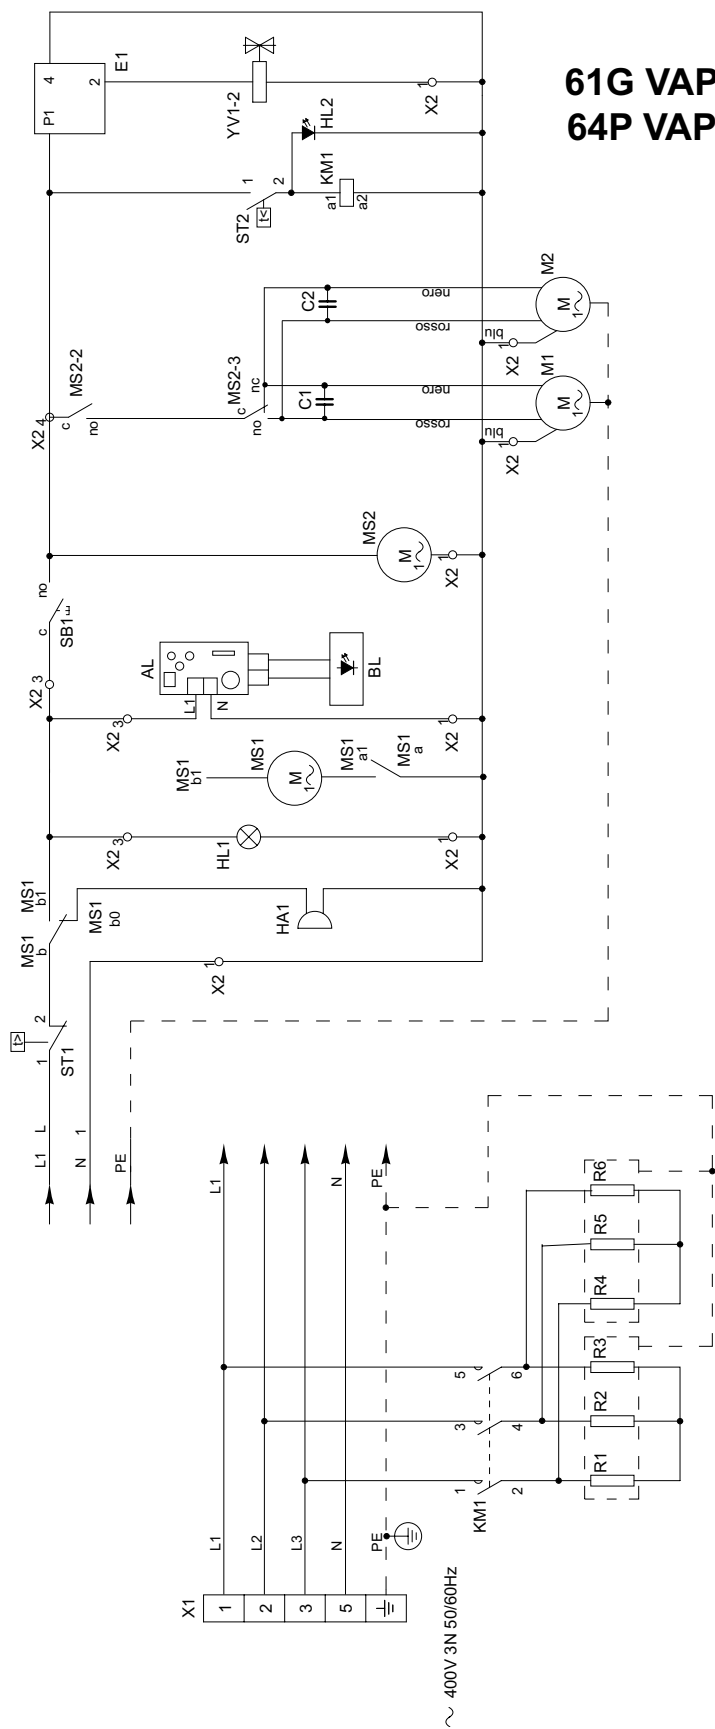 61G VAP
64P VAP
P1
4
2
E1
YV1-2
1
X2
HL2
1
2
ST2
t<
KM1
a1
a2
M2
M
1
nero
rosso
blu
C2
1
X2
MS2-2
X2 4
c
no
MS2-3
c
nc
no
M1
M
1
nero
rosso
blu
C1
1
X2
MS2
M
1
1
X2
no
c
SB1
X2 3
AL
L1
N
BL
X2 3
1
X2
MS1
b1
MS1
M
1
MS1
a1
MS1
a
X2 3
HL1
1
X2
MS1
b1
MS1
b
MS1
b0
HA1
1
X2
t>
2
1
ST1
L1 L
N 1
PE
L1
N
PE
X1
1
2
3
5
L1
L2
L3
N
PE
400V 3N 50/60Hz
5
6
3
4
1
2
KM1
R6
R5
R4
R3
R2
R1